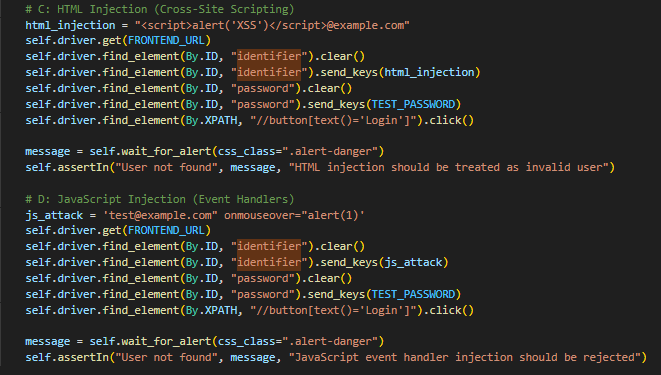 # C: HTML Injection (Cross-Site Scripting)
html_injection = "<script>alert('XSS')</script>@example.com"
self.driver.get(FRONTEND_URL)
self.driver.find_element(By.ID, "identifier").clear()
self.driver.find_element(By.ID, "identifier").send_keys(html_injection)
self.driver.find_element(By.ID, "password").clear()
self.driver.find_element(By.ID, "password").send_keys(TEST_PASSWORD)
self.driver.find_element(By.XPATH, "//button[text()='Login']").click()
message = self.wait_for_alert(css_class=".alert-danger")
self.assertIn("User not found", message, "HTML injection should be treated as invalid user")
# D: JavaScript Injection (Event Handlers)
js_attack = 'test@example.com" onmouseover="alert(1)'
self.driver.get(FRONTEND_URL)
self.driver.find_element(By.ID, "identifier").clear()
self.driver.find_element(By.ID, "identifier").send_keys(js_attack)
self.driver.find_element(By.ID, "password").clear()
self.driver.find_element(By.ID, "password").send_keys(TEST_PASSWORD)
self.driver.find_element(By.XPATH, "//button[text()='Login']").click()
message = self.wait_for_alert(css_class=".alert-danger")
self.assertIn("User not found", message, "JavaScript event handler injection should be rejected")